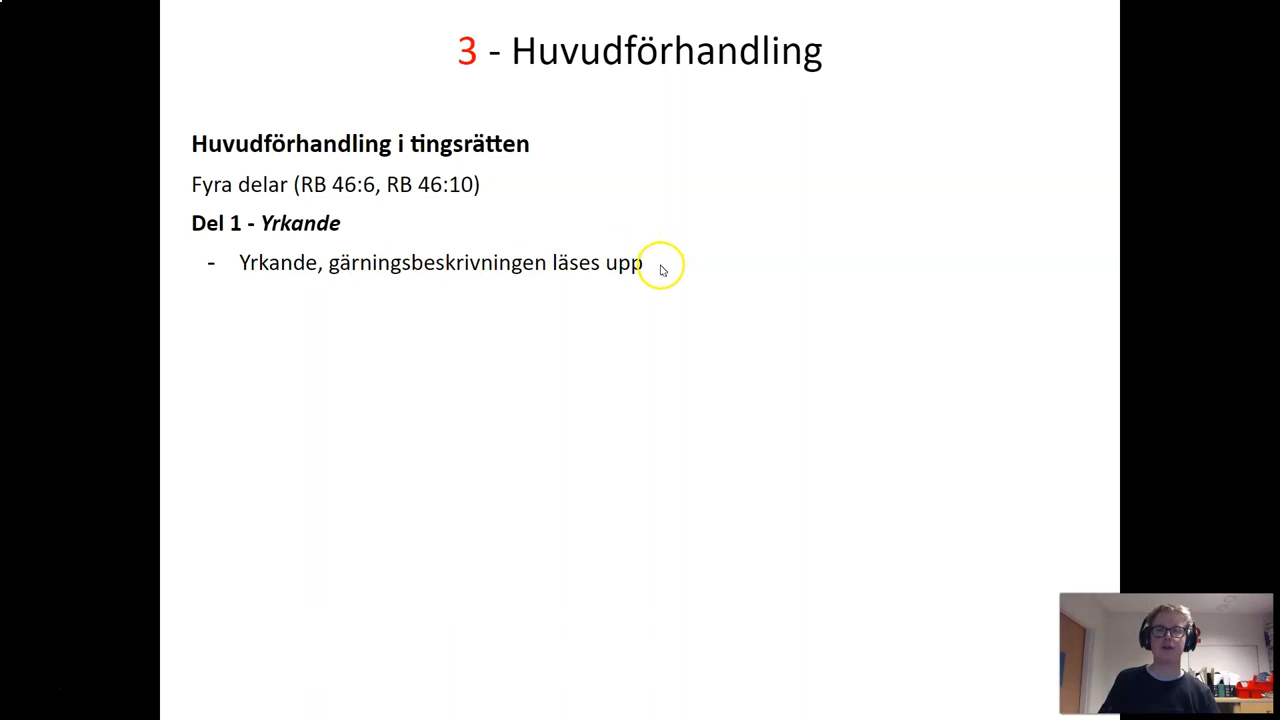 3 - Huvudförhandling
Huvudförhandling i tingsrätten
Fyra delar (RB 46:6, RB 46:10)
Del 1 - Yrkande
- Yrkande, gärningsbeskrivningen läses upp